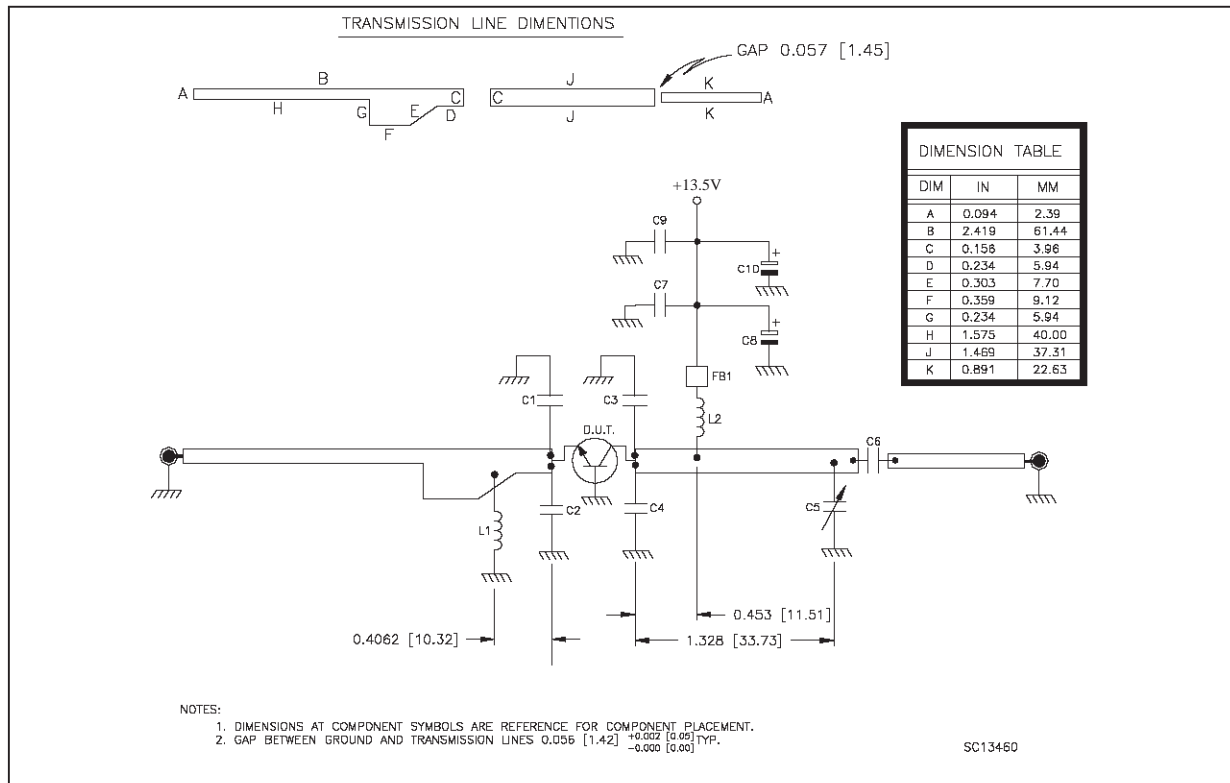 TRANSMISSION LINE DIMENTIONS
GAP 0.057 [1.45]
A B C H G E D F
C J J
K A K
DIMENSION TABLE
DIM IN MM
A 0.094 2.39
B 2.419 61.44
C 0.156 3.96
D 0.234 5.94
E 0.303 7.70
F 0.359 9.12
G 0.234 5.94
H 1.575 40.00
J 1.469 37.31
K 0.891 22.63
+13.5V
C9
C10
+
C7
C8
+
FB1
L2
C1
C3
D.U.T.
C6
C2
C4
C5
L1
0.453 [11.51]
0.4062 [10.32]
1.328 [33.73]
NOTES:
1. DIMENSIONS AT COMPONENT SYMBOLS ARE REFERENCE FOR COMPONENT PLACEMENT.
2. GAP BETWEEN GROUND AND TRANSMISSION LINES 0.056 [1.42] +0.002 [0.05] -0.000 [0.00] TYP.
SC13460